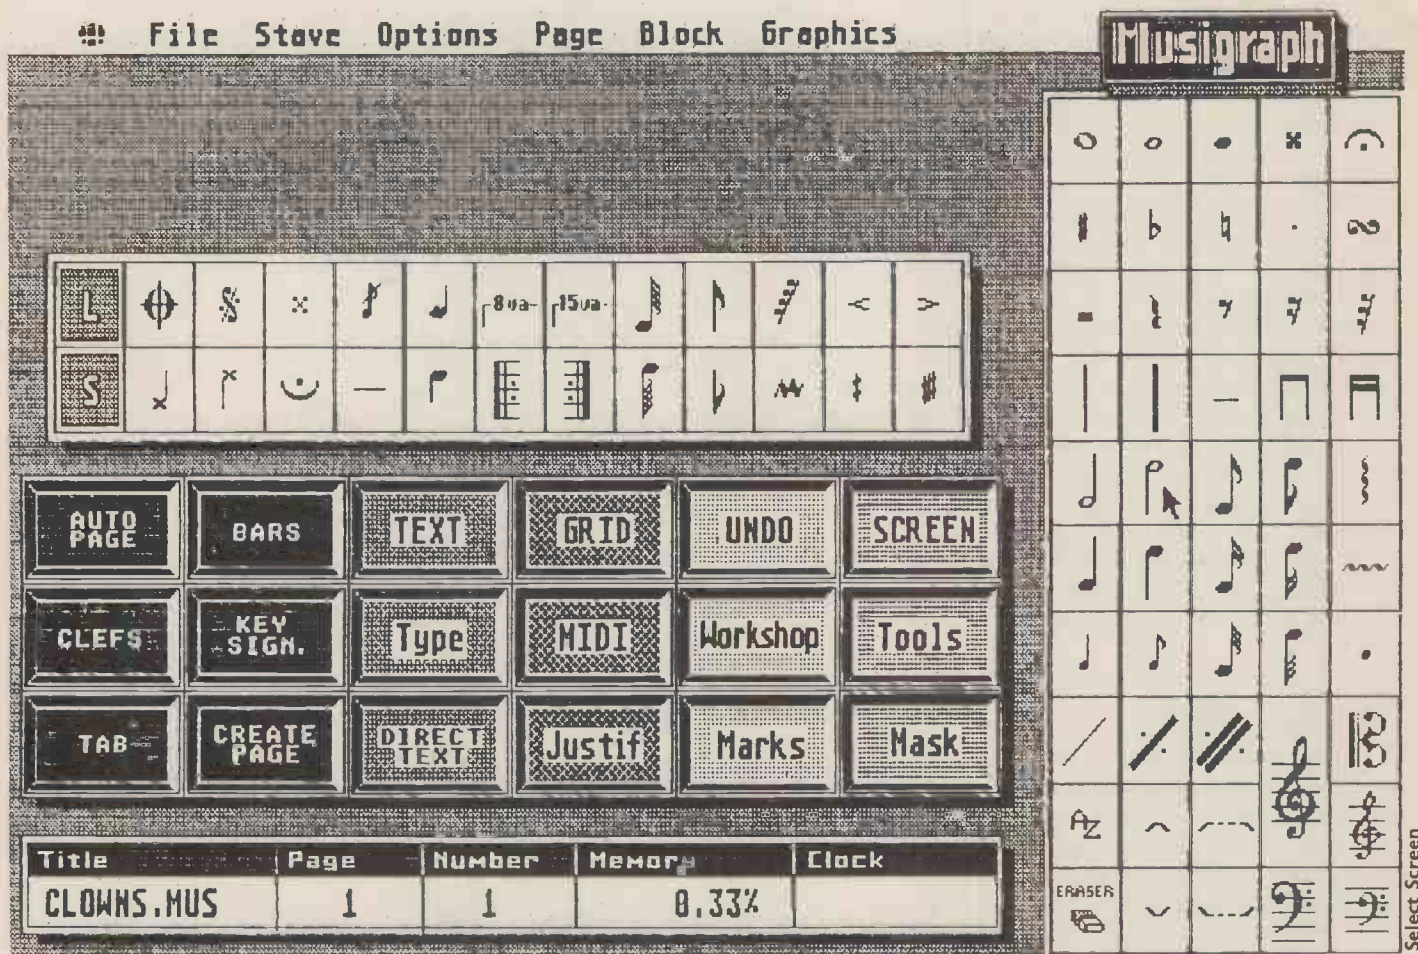 File Stave Options Page Block Graphics
Musigraph
L
8va
15va
S
AUTO PAGE
BARS
TEXT
GRID
UNDO
SCREEN
CLEFS
KEY SIGN.
Type
MIDI
Workshop
Tools
TAB
CREATE PAGE
DIRECT TEXT
Justif
Marks
Mask
AZ
ERASER
Title Page Number Memory Clock
CLOWNS.MUS 1 1 0.33%
Select Screen